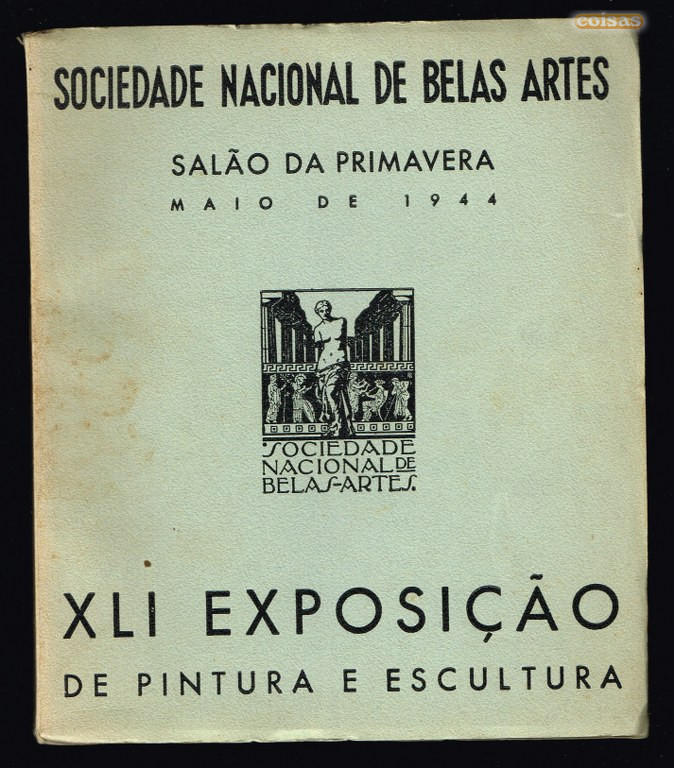 coisas
SOCIEDADE NACIONAL DE BELAS ARTES
SALÃO DA PRIMAVERA
MAIO DE 1944
SOCIEDADE
NACIONAL DE
BELAS-ARTES.
XLI EXPOSIÇÃO
DE PINTURA E ESCULTURA